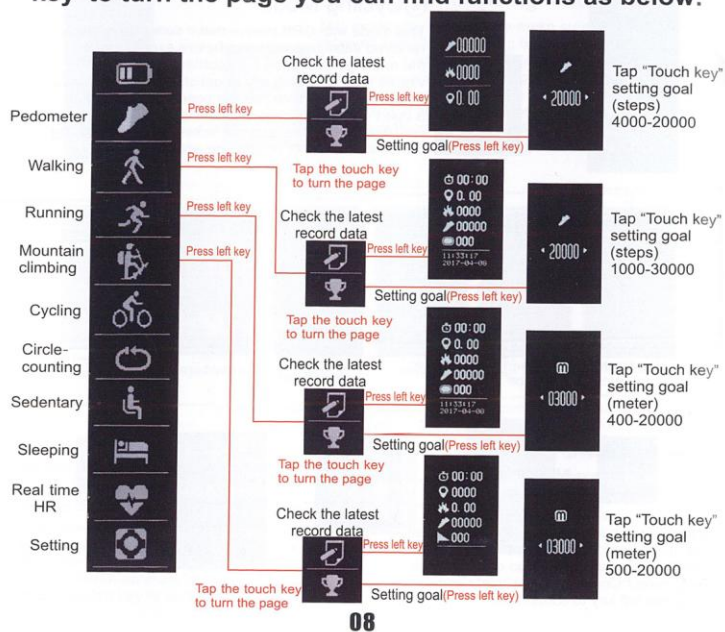 key to turn the page you can find functions as below:
Pedometer
Walking
Running
Mountain
climbing
Cycling
Circle-
counting
Sedentary
Sleeping
Real time
HR
Setting
Press left key
Check the latest
record data
Press left key
00000
0000
0. 00
Setting goal(Press left key)
Tap the touch key
to turn the page
20000
Tap "Touch key"
setting goal
(steps)
4000-20000
Press left key
Check the latest
record data
Press left key
00:00
0. 00
0000
00000
000
11:33:17
2017-04-08
Setting goal(Press left key)
Tap the touch key
to turn the page
20000
Tap "Touch key"
setting goal
(steps)
1000-30000
Press left key
Check the latest
record data
Press left key
00:00
0. 00
0000
00000
000
11:33:17
2017-04-08
Setting goal(Press left key)
Tap the touch key
to turn the page
m
03000
Tap "Touch key"
setting goal
(meter)
400-20000
Press left key
Check the latest
record data
Press left key
00:00
0000
0. 00
00000
000
Setting goal(Press left key)
Tap the touch key
to turn the page
m
03000
Tap "Touch key"
setting goal
(meter)
500-20000
08